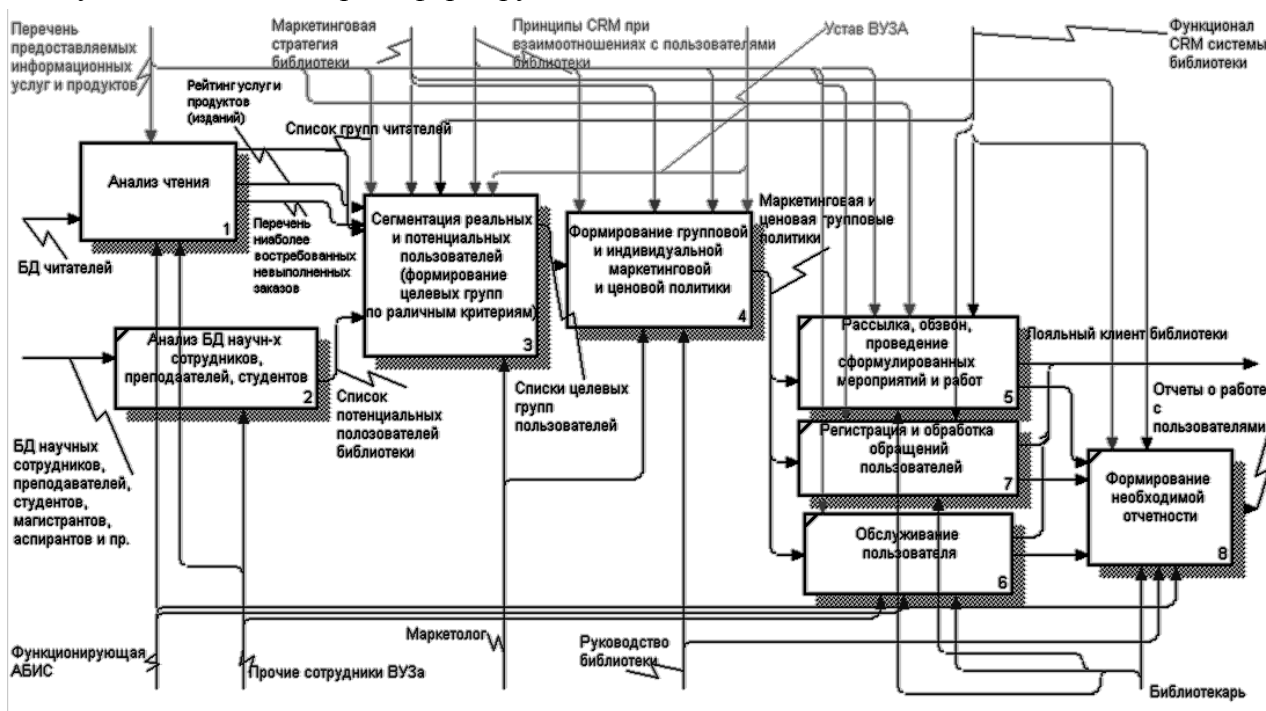 Перечень
предоставляемых
информационных
услуг и продуктов
Маркетинговая
стратегия
библиотеки
Принципы CRM при
взаимоотношениях с пользователями
библиотеки
Устав ВУЗА
Функционал
CRM системы
библиотеки
Рейтинг услуг и
продуктов
(изданий)
Список групп читателей
Анализ чтения
1
БД читателей
Перечень
ниаболее
востребованных
невыполненных
заказов
Сегментация реальных
и потенциальных
пользователей
(формирование
целевых групп
по раличным критериям)
3
Формирование групповой
и индивидуальной
маркетинговой
и ценовой политики
4
Маркетинговая и
ценовая групповые
политики
Анализ БД научн-х
сотрудников,
преподаателей, студентов
2
Список
потенциальных
полозователей
библиотеки
Списки целевых
групп
пользователей
Рассылка, обзвон,
проведение
сформулированных
мероприятий и работ
5
Лояльный клиент библиотеки
Отчеты о работе
с
пользователями
Регистрация и обработка
обращений
пользователей
7
Обслуживание
пользователя
6
Формирование
необходимой
отчетности
8
БД научных
сотрудников,
преподавателей,
студентов,
магистрантов,
аспирантов и пр.
Функционирующая
АБИС
Прочие сотрудники ВУЗа
Маркетолог
Руководство
библиотеки
Библиотекарь